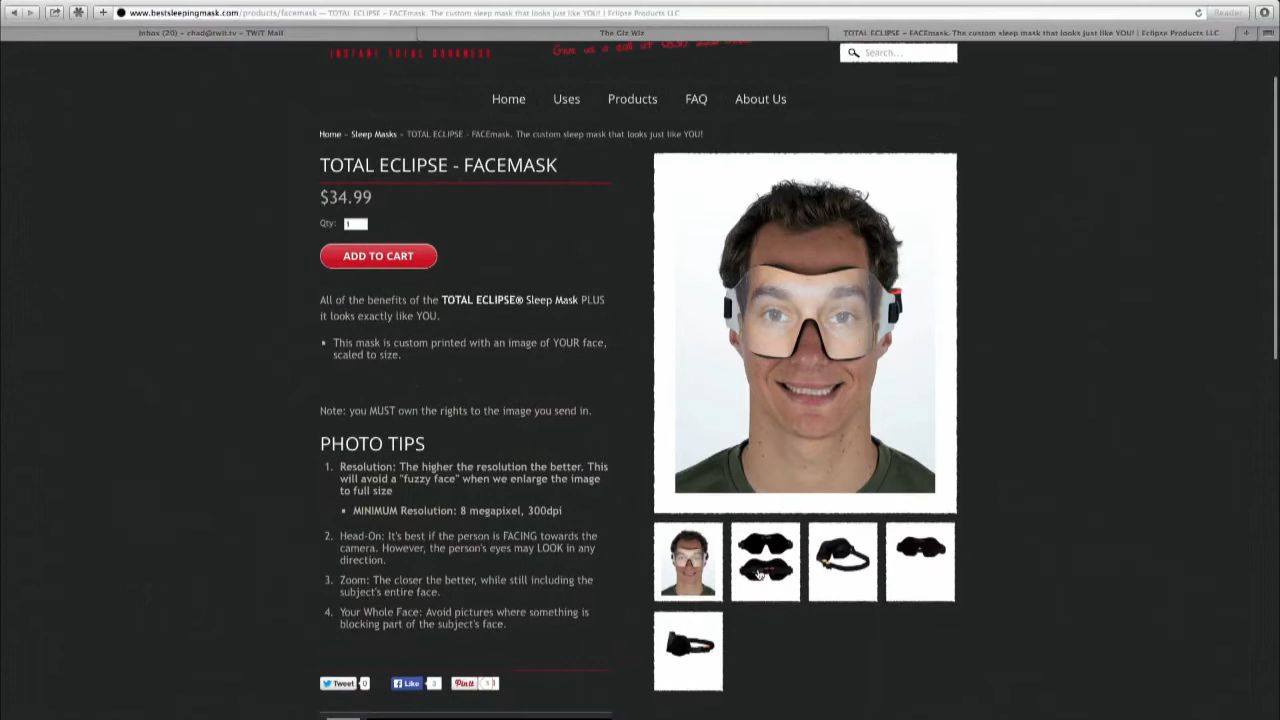 www.bestsleepingmask.com/products/facemask — TOTAL ECLIPSE - FACEmask. The custom sleep mask that looks just like YOU! | Eclipse Products LLC
Reader
Inbox (20) – chad@twit.tv – TWiT Mail
The Giz Wiz
TOTAL ECLIPSE - FACEmask. The custom sleep mask that looks just like YOU! | Eclipse Products LLC
INSTANT TOTAL DARKNESS
Give us a call at
Search...
Home
Uses
Products
FAQ
About Us
Home – Sleep Masks – TOTAL ECLIPSE - FACEmask. The custom sleep mask that looks just like YOU!
TOTAL ECLIPSE - FACEMASK
$34.99
Qty: 1
ADD TO CART
All of the benefits of the TOTAL ECLIPSE® Sleep Mask PLUS
it looks exactly like YOU.
This mask is custom printed with an image of YOUR face,
scaled to size.
Note: you MUST own the rights to the image you send in.
PHOTO TIPS
1. Resolution: The higher the resolution the better. This
will avoid a "fuzzy face" when we enlarge the image
to full size
MINIMUM Resolution: 8 megapixel, 300dpi
2. Head-On: It's best if the person is FACING towards the
camera. However, the person's eyes may LOOK in any
direction.
3. Zoom: The closer the better, while still including the
subject's entire face.
4. Your Whole Face: Avoid pictures where something is
blocking part of the subject's face.
Tweet 0
Like 3
Pin it